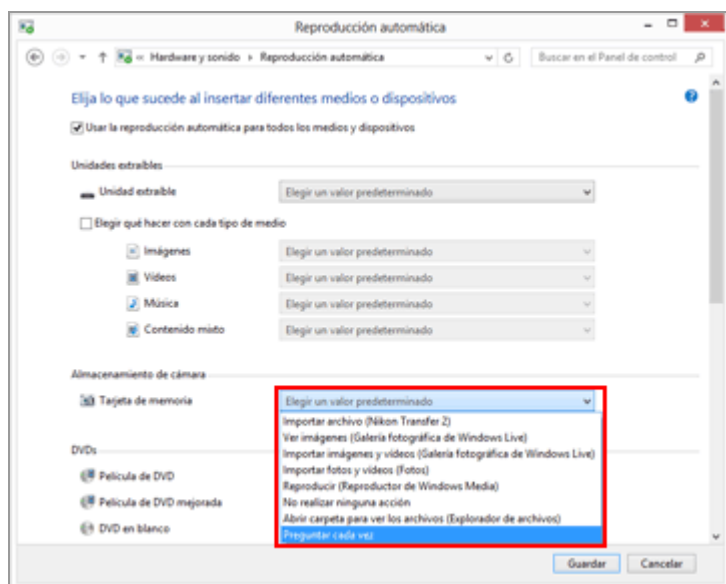 Reproducción automática
« Hardware y sonido › Reproducción automática
Buscar en el Panel de control
Elija lo que sucede al insertar diferentes medios o dispositivos
Usar la reproducción automática para todos los medios y dispositivos
Unidades extraíbles
Unidad extraíble
Elegir un valor predeterminado
Elegir qué hacer con cada tipo de medio
Imágenes
Elegir un valor predeterminado
Vídeos
Elegir un valor predeterminado
Música
Elegir un valor predeterminado
Contenido mixto
Elegir un valor predeterminado
Almacenamiento de cámara
Tarjeta de memoria
Elegir un valor predeterminado
Importar archivo (Nikon Transfer 2)
Ver imágenes (Galería fotográfica de Windows Live)
Importar imágenes y vídeos (Galería fotográfica de Windows Live)
Importar fotos y vídeos (Fotos)
Reproducir (Reproductor de Windows Media)
No realizar ninguna acción
Abrir carpeta para ver los archivos (Explorador de archivos)
Preguntar cada vez
DVDs
Película de DVD
Película de DVD mejorada
DVD en blanco
Guardar
Cancelar